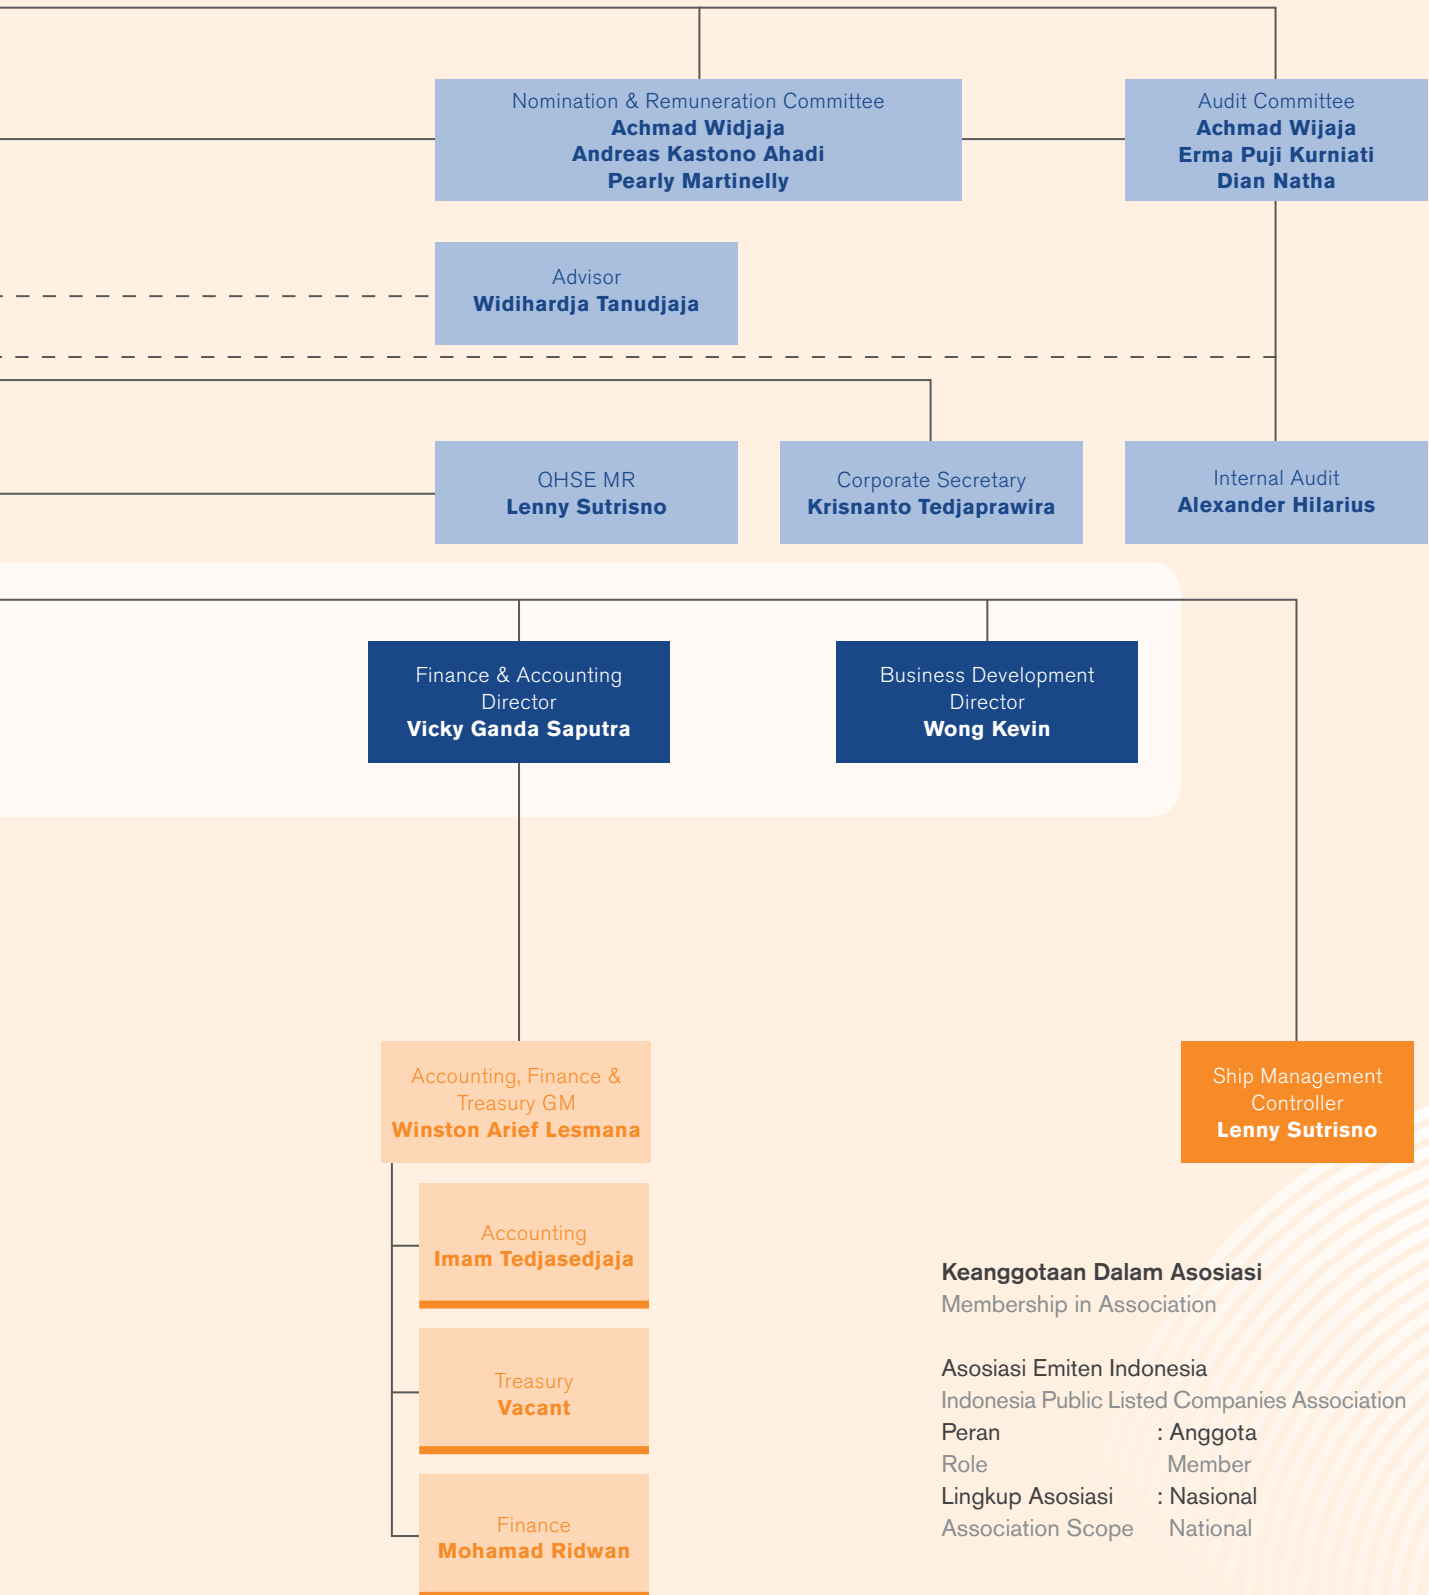 Nomination & Remuneration Committee
Achmad Widjaja
Andreas Kastono Ahadi
Pearly Martinelly
Audit Committee
Achmad Wijaja
Erma Puji Kurniati
Dian Natha
Advisor
Widihardja Tanudjaja
QHSE MR
Lenny Sutrisno
Corporate Secretary
Krisnanto Tedjaprawira
Internal Audit
Alexander Hilarius
Finance & Accounting
Director
Vicky Ganda Saputra
Business Development
Director
Wong Kevin
Accounting, Finance &
Treasury GM
Winston Arief Lesmana
Ship Management
Controller
Lenny Sutrisno
Accounting
Imam Tedjasedjaja
Treasury
Vacant
Finance
Mohamad Ridwan
Keanggotaan Dalam Asosiasi
Membership in Association
Asosiasi Emiten Indonesia
Indonesia Public Listed Companies Association
Peran : Anggota
Role Member
Lingkup Asosiasi : Nasional
Association Scope National